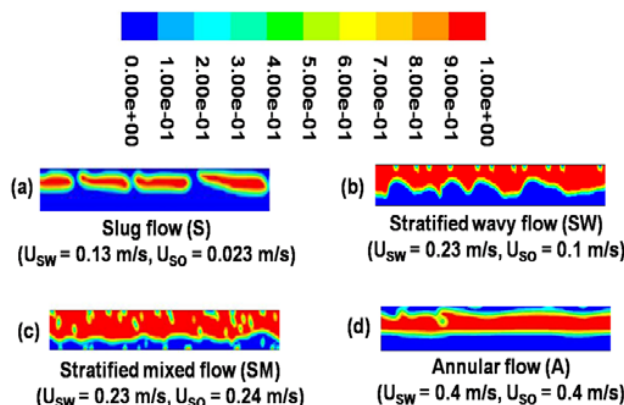 0.00e+00
1.00e-01
2.00e-01
3.00e-01
4.00e-01
5.00e-01
6.00e-01
7.00e-01
8.00e-01
9.00e-01
1.00e+00
(a)
Slug flow (S)
(U_SW = 0.13 m/s, U_SO = 0.023 m/s)
(b)
Stratified wavy flow (SW)
(U_SW = 0.23 m/s, U_SO = 0.1 m/s)
(c)
Stratified mixed flow (SM)
(U_SW = 0.23 m/s, U_SO = 0.24 m/s)
(d)
Annular flow (A)
(U_SW = 0.4 m/s, U_SO = 0.4 m/s)